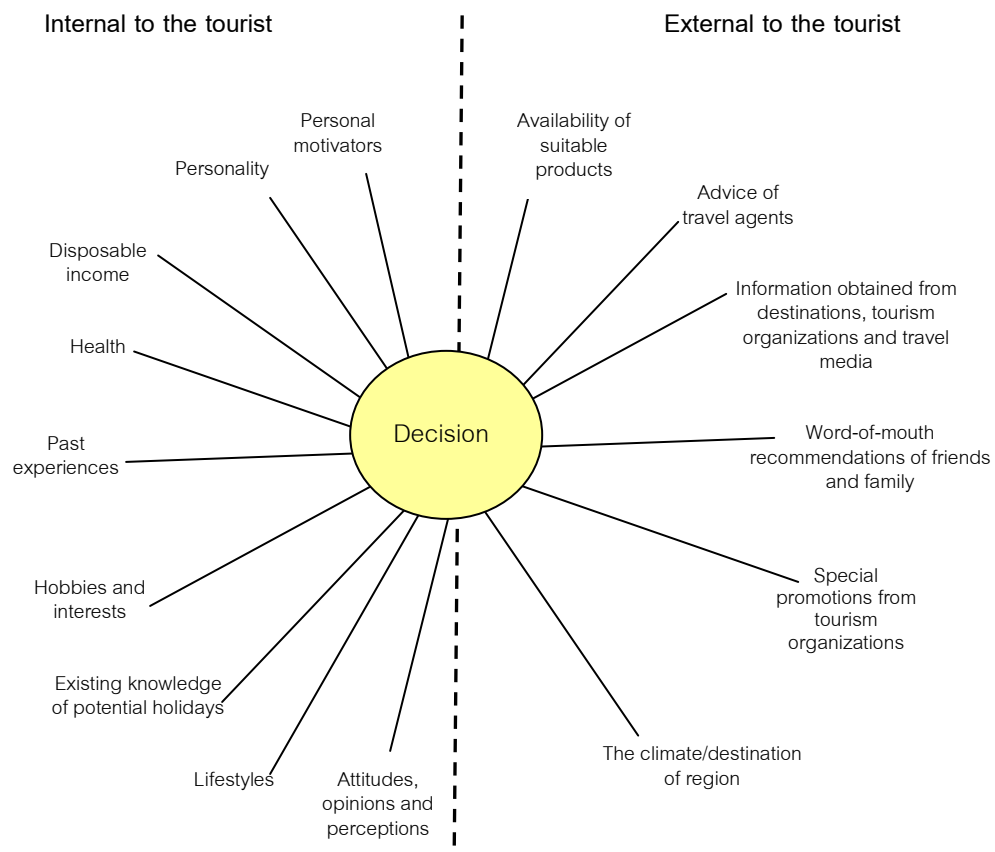 Internal to the tourist
External to the tourist
Personal
motivators
Personality
Disposable
income
Health
Past
experiences
Hobbies and
interests
Existing knowledge
of potential holidays
Lifestyles
Attitudes,
opinions and
perceptions
Decision
Availability of
suitable
products
Advice of
travel agents
Information obtained from
destinations, tourism
organizations and travel
media
Word-of-mouth
recommendations of friends
and family
Special
promotions from
tourism
organizations
The climate/destination
of region